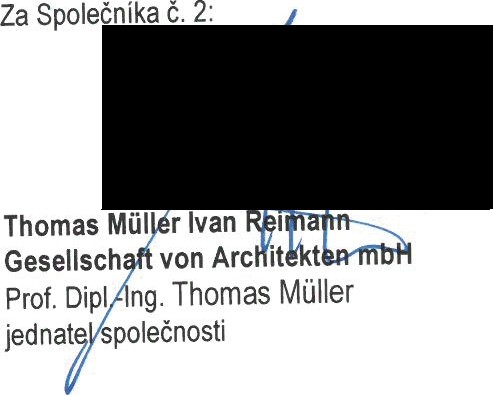 Za Společníka č. 2:
Thomas Müller Ivan Reimann
Gesellschaft von Architekten mbH
Prof. Dipl.-Ing. Thomas Müller
jednatel společnosti